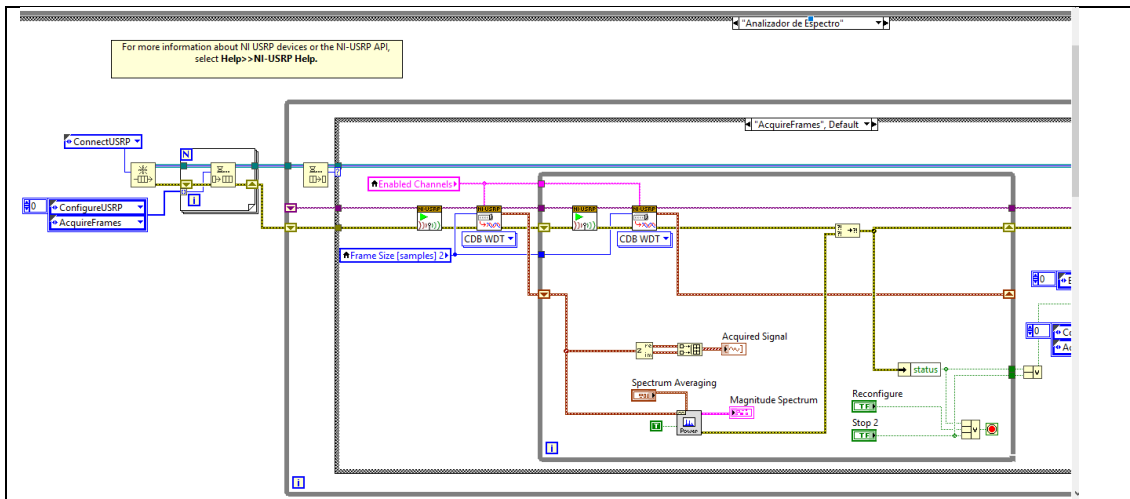 "Analizador de Espectro"
For more information about NI USRP devices or the NI-USRP API,
select Help>>NI-USRP Help.
"AcquireFrames", Default
ConnectUSRP
N
i
0
ConfigureUSRP
AcquireFrames
Enabled Channels
NI-USRP
NI-USRP
NI-USRP
NI-USRP
CDB WDT
CDB WDT
Frame Size [samples] 2
0
0
Acquired Signal
re
im
z
status
Spectrum Averaging
Magnitude Spectrum
Reconfigure
TF
Stop 2
TF
T
Power
i
i